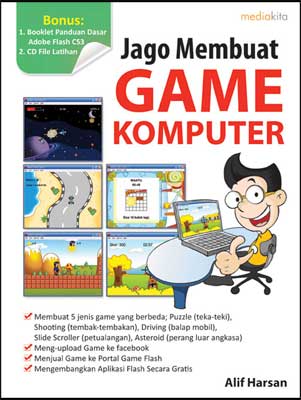 Bonus:
1. Booklet Panduan Dasar
Adobe Flash CS3
2. CD File Latihan
mediakita
Jago Membuat
GAME
KOMPUTER
Membuat 5 jenis game yang berbeda; Puzzle (teka-teki),
Shooting (tembak-tembakan), Driving (balap mobil),
Slide Scroller (petualangan), Asteroid (perang luar angkasa)
Meng-upload Game ke facebook
Menjual Game ke Portal Game Flash
Mengembangkan Aplikasi Flash Secara Gratis
Alif Harsan